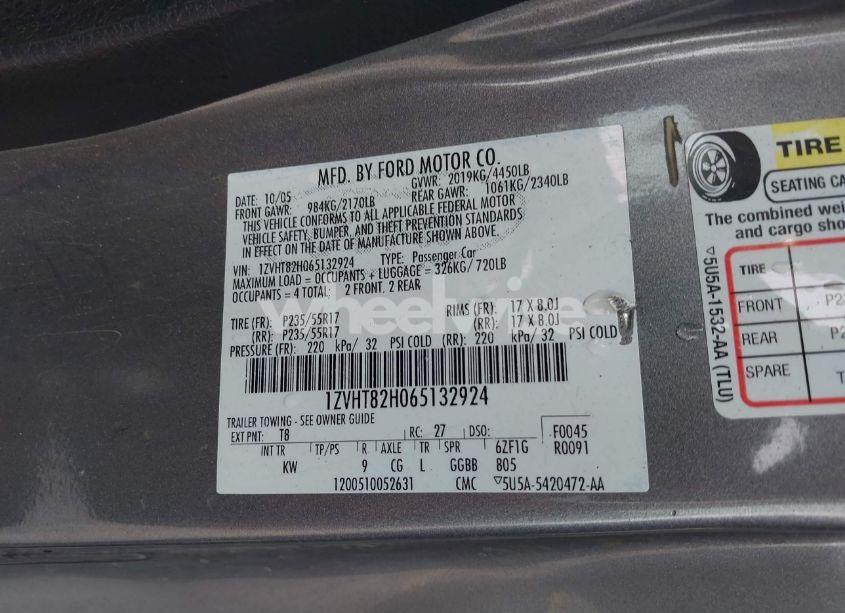 MFD. BY FORD MOTOR CO.
DATE: 10/05 GVWR: 2019KG/4450LB
FRONT GAWR: 984KG/2170LB REAR GAWR: 1061KG/2340LB
THIS VEHICLE CONFORMS TO ALL APPLICABLE FEDERAL MOTOR
VEHICLE SAFETY, BUMPER, AND THEFT PREVENTION STANDARDS
IN EFFECT ON THE DATE OF MANUFACTURE SHOWN ABOVE.
VIN: 1ZVHT82H065132924 TYPE: Passenger Car
MAXIMUM LOAD = OCCUPANTS + LUGGAGE = 326KG/720LB
OCCUPANTS = 4 TOTAL: 2 FRONT, 2 REAR
TIRE (FR): P235/55R17 RIMS (FR): 17 X 8.0J
(RR): P235/55R17 (RR): 17 X 8.0J
PRESSURE (FR): 220 kPa/ 32 PSI COLD (RR): 220 kPa/ 32 PSI COLD
1ZVHT82H065132924
TRAILER TOWING - SEE OWNER GUIDE
EXT PNT: T8 RC: 27 DSO: F0045
INT TR TP/PS R AXLE TR SPR 6ZF1G R0091
KW 9 CG L GGBB 805
1200510052631 CMC ▽5U5A-5420472-AA
wheelwire
TIRE
SEATING CA
The combined wei
and cargo sho
TIRE
FRONT P2
REAR P2
SPARE T
▽5U5A-1532-AA (TLU)